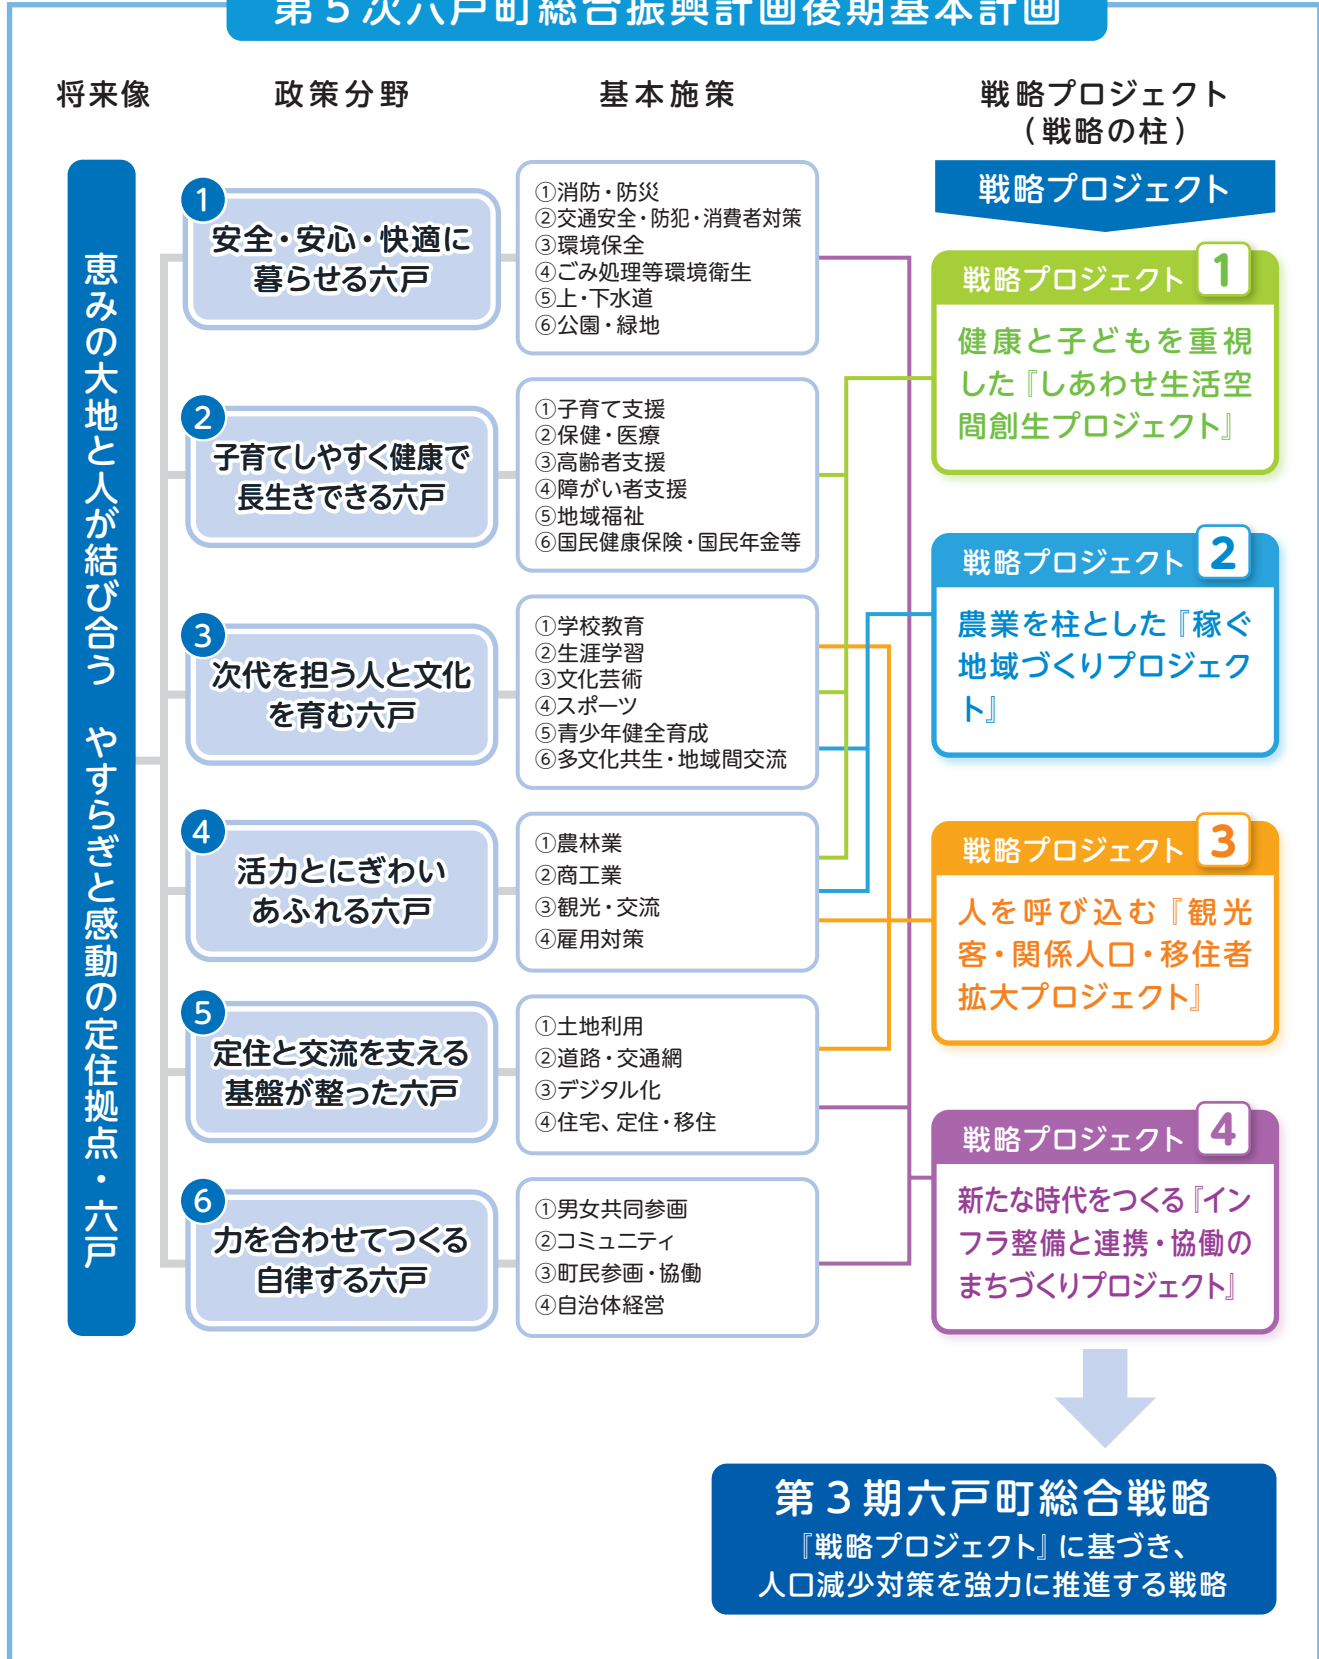 第5次六戸町総合振興計画後期基本計画
将来像
政策分野
基本施策
戦略プロジェクト
(戦略の柱)
恵みの大地と人が結び合う やすらぎと感動の定住拠点・六戸
1
安全・安心・快適に
暮らせる六戸
①消防・防災
②交通安全・防犯・消費者対策
③環境保全
④ごみ処理等環境衛生
⑤上・下水道
⑥公園・緑地
2
子育てしやすく健康で
長生きできる六戸
①子育て支援
②保健・医療
③高齢者支援
④障がい者支援
⑤地域福祉
⑥国民健康保険・国民年金等
3
次代を担う人と文化
を育む六戸
①学校教育
②生涯学習
③文化芸術
④スポーツ
⑤青少年健全育成
⑥多文化共生・地域間交流
4
活力とにぎわい
あふれる六戸
①農林業
②商工業
③観光・交流
④雇用対策
5
定住と交流を支える
基盤が整った六戸
①土地利用
②道路・交通網
③デジタル化
④住宅、定住・移住
6
力を合わせてつくる
自律する六戸
①男女共同参画
②コミュニティ
③町民参画・協働
④自治体経営
戦略プロジェクト
戦略プロジェクト 1
健康と子どもを重視
した『しあわせ生活空
間創生プロジェクト』
戦略プロジェクト 2
農業を柱とした『稼ぐ
地域づくりプロジェク
ト』
戦略プロジェクト 3
人を呼び込む『観光
客・関係人口・移住者
拡大プロジェクト』
戦略プロジェクト 4
新たな時代をつくる『イン
フラ整備と連携・協働の
まちづくりプロジェクト』
第3期六戸町総合戦略
『戦略プロジェクト』に基づき、
人口減少対策を強力に推進する戦略